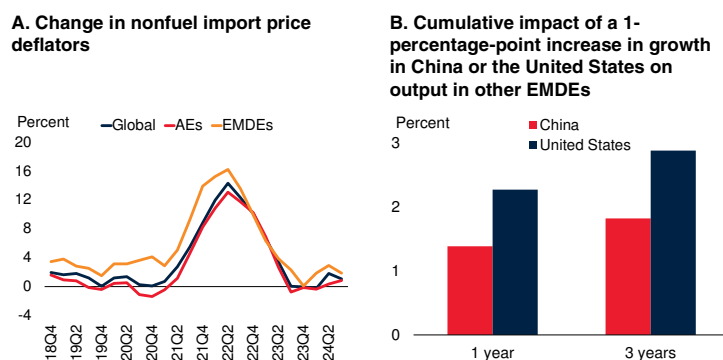 A. Change in nonfuel import price
deflators
Percent
Global AEs EMDEs
20
16
12
8
4
0
-4
18Q4
19Q2
19Q4
20Q2
20Q4
21Q2
21Q4
22Q2
22Q4
23Q2
23Q4
24Q2
B. Cumulative impact of a 1-
percentage-point increase in growth
in China or the United States on
output in other EMDEs
Percent
China
United States
3
2
1
0
1 year 3 years